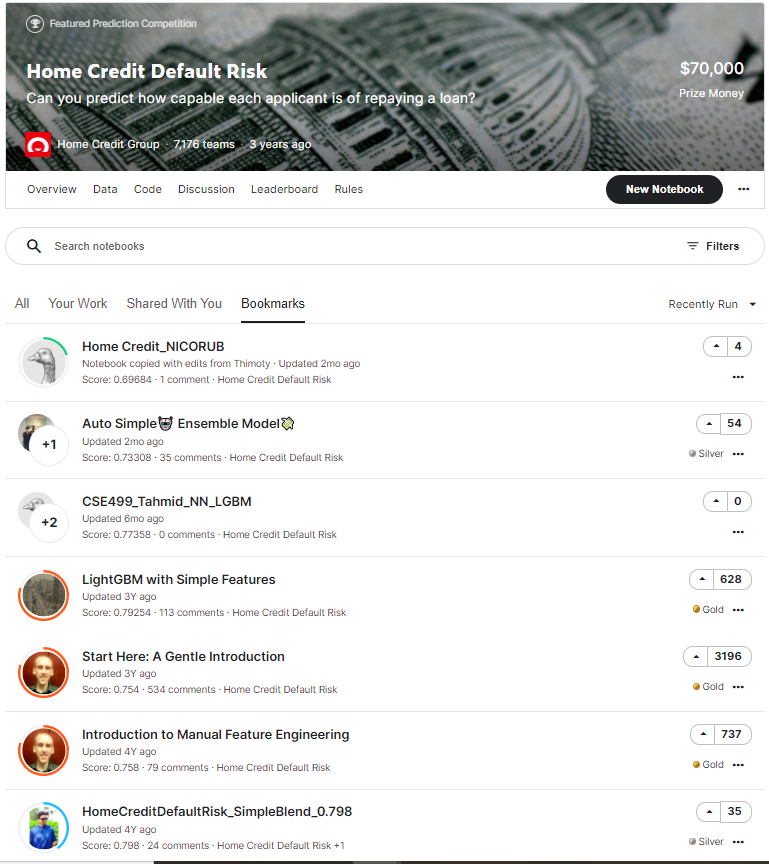 Featured Prediction Competition
Home Credit Default Risk
$70,000
Can you predict how capable each applicant is of repaying a loan?
Prize Money
Home Credit Group · 7,176 teams · 3 years ago
Overview Data Code Discussion Leaderboard Rules New Notebook
Search notebooks Filters
All Your Work Shared With You Bookmarks Recently Run
Home Credit_NICORUB 4
Notebook copied with edits from Thimoty · Updated 2mo ago
Score: 0.69684 · 1 comment · Home Credit Default Risk
Auto Simple Ensemble Model 54
+1
Updated 2mo ago
Score: 0.73308 · 35 comments · Home Credit Default Risk Silver
CSE499_Tahmid_NN_LGBM 0
+2
Updated 6mo ago
Score: 0.77358 · 0 comments · Home Credit Default Risk
LightGBM with Simple Features 628
Updated 3Y ago
Score: 0.79254 · 113 comments · Home Credit Default Risk Gold
Start Here: A Gentle Introduction 3196
Updated 3Y ago
Score: 0.754 · 534 comments · Home Credit Default Risk Gold
Introduction to Manual Feature Engineering 737
Updated 4Y ago
Score: 0.758 · 79 comments · Home Credit Default Risk Gold
HomeCreditDefaultRisk_SimpleBlend_0.798 35
Updated 4Y ago
Score: 0.798 · 24 comments · Home Credit Default Risk +1 Silver